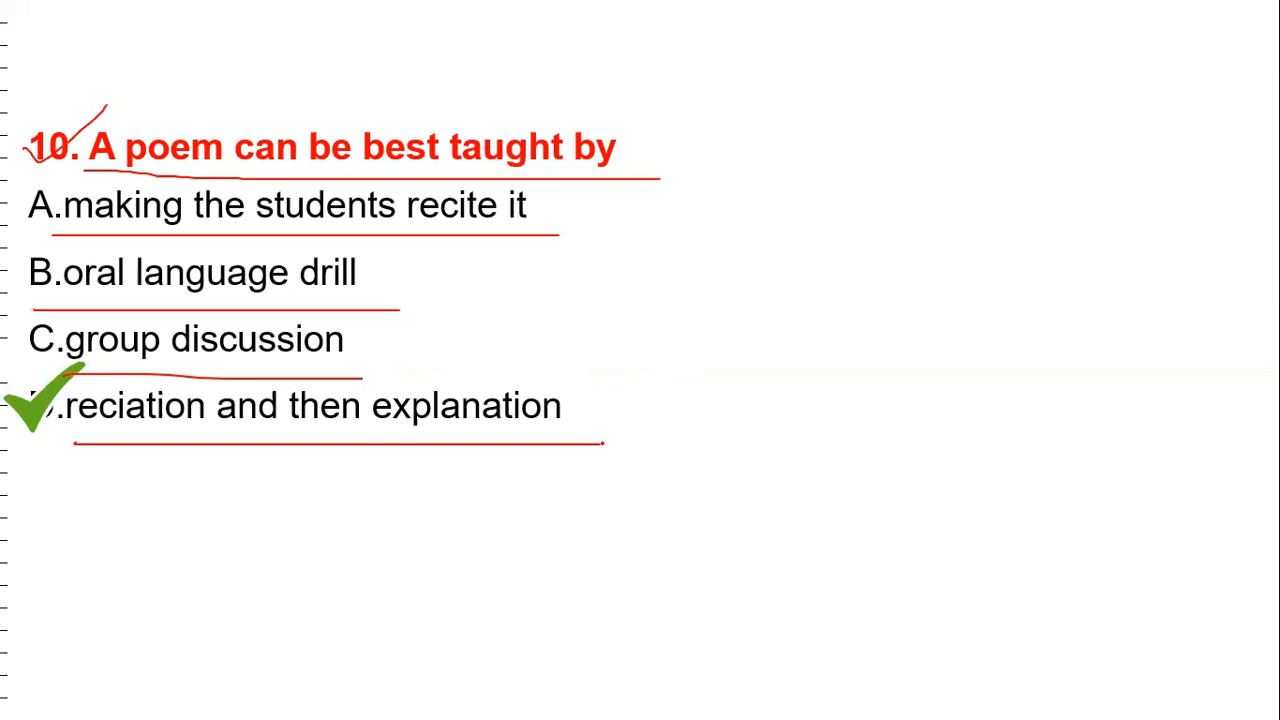 10. A poem can be best taught by
A.making the students recite it
B.oral language drill
C.group discussion
D.reciation and then explanation